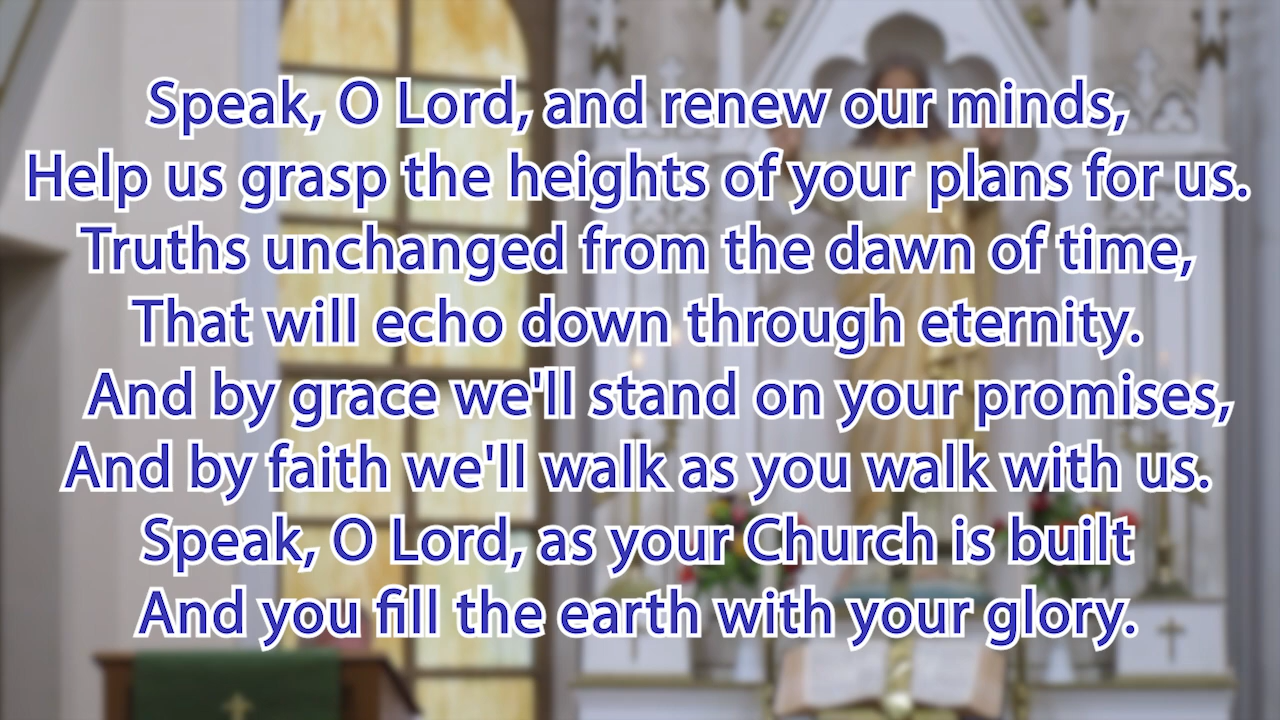 Speak, O Lord, and renew our minds,
Help us grasp the heights of your plans for us.
Truths unchanged from the dawn of time,
That will echo down through eternity.
And by grace we'll stand on your promises,
And by faith we'll walk as you walk with us.
Speak, O Lord, as your Church is built
And you fill the earth with your glory.